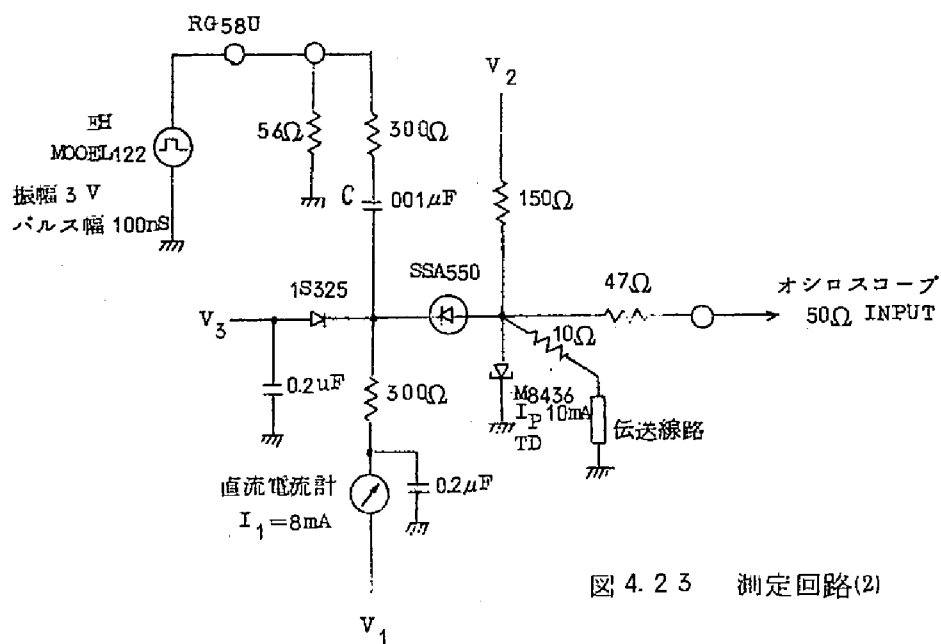 RG58U
V2
EH
MOOEL122
振幅 3 V
パルス幅 100nS
56Ω
300Ω
C 001μF
150Ω
SSA550
1S325
47Ω
オシロスコープ
50Ω INPUT
V3
10Ω
0.2uF
300Ω
M8436
IP 10mA
TD
伝送線路
直流電流計
I1=8mA
0.2μF
V1
図 4.23 測定回路(2)